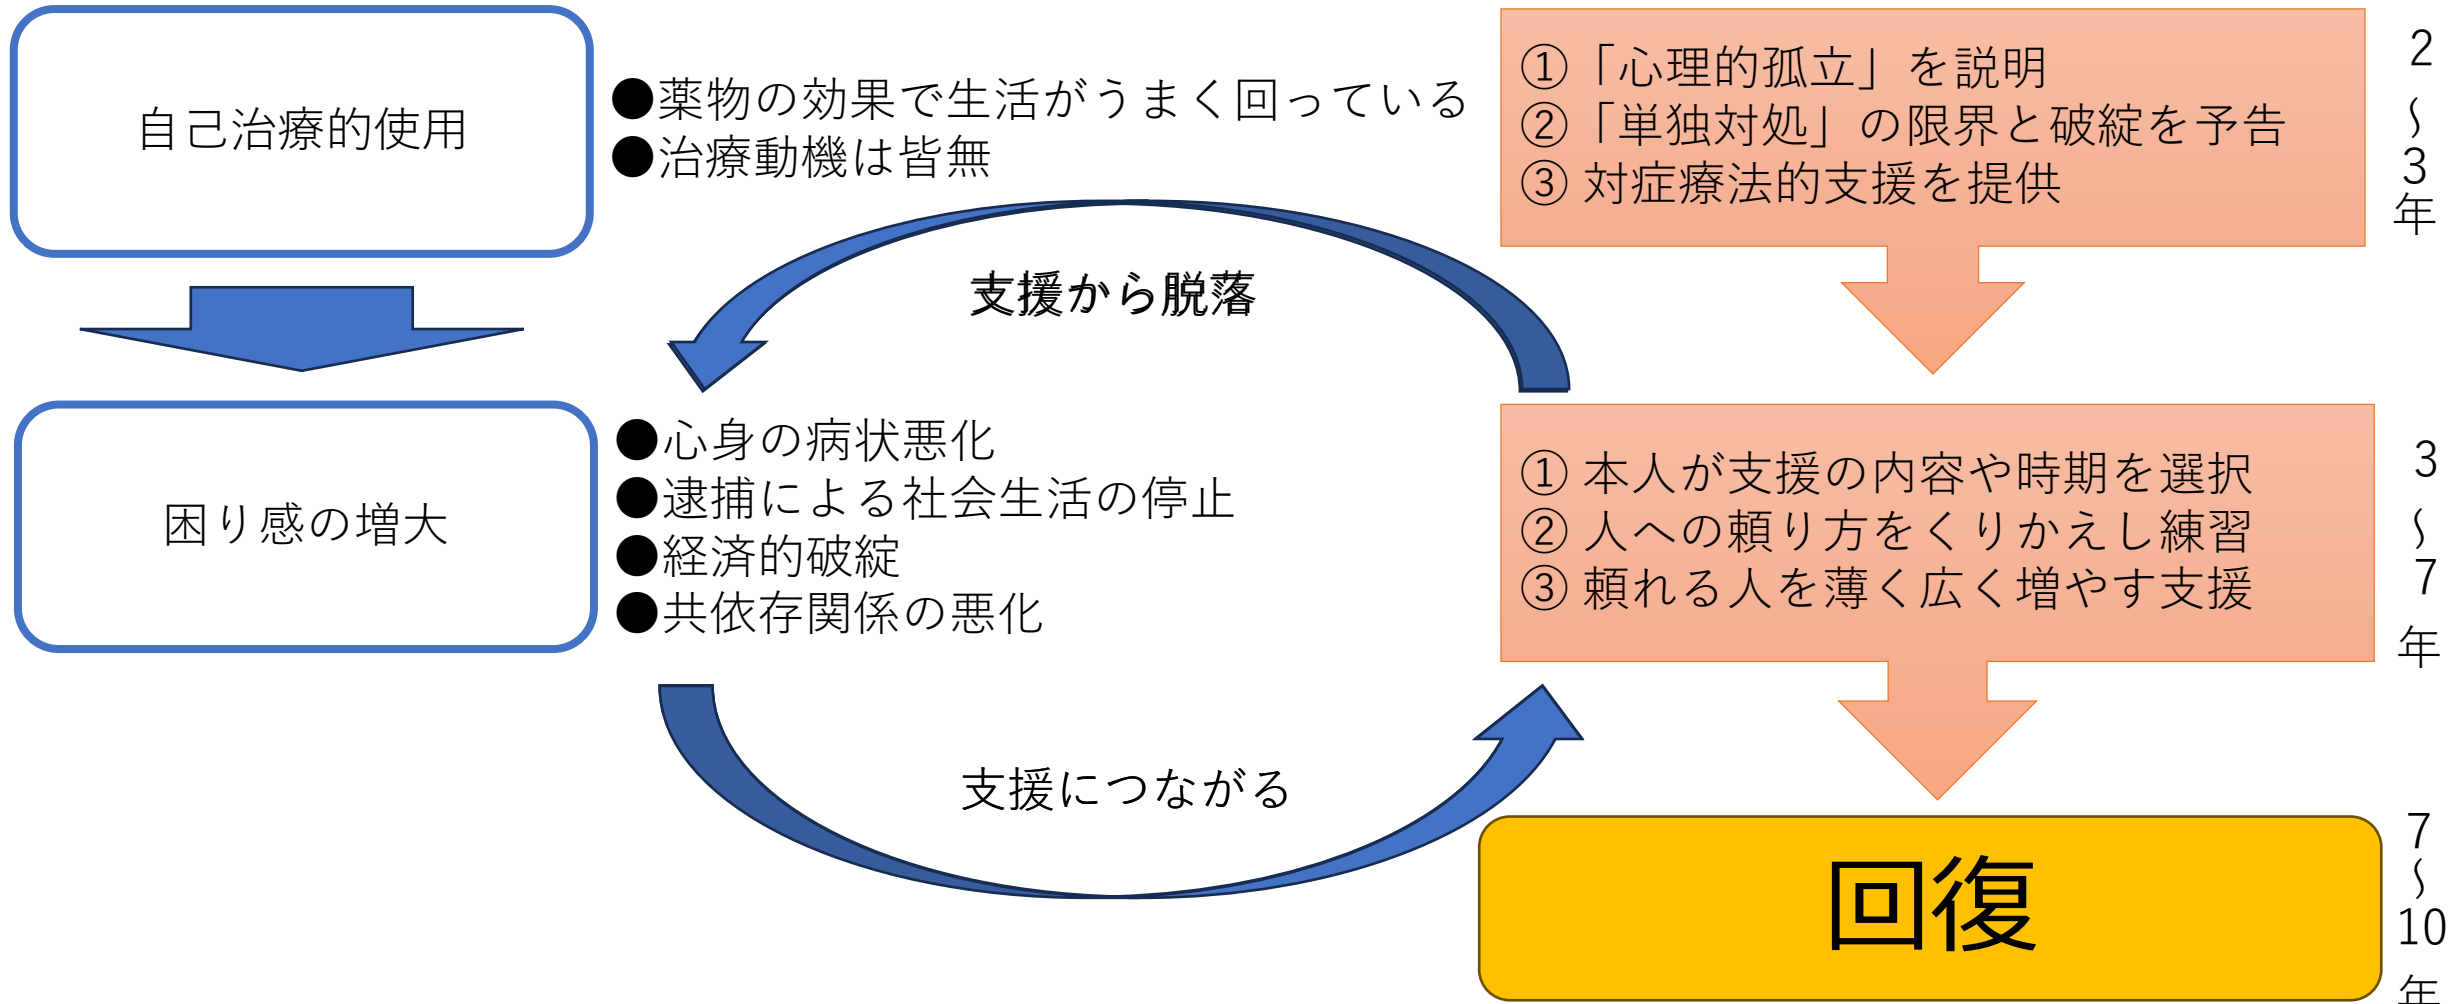 自己治療的使用
●薬物の効果で生活がうまく回っている
●治療動機は皆無
①「心理的孤立」を説明
②「単独対処」の限界と破綻を予告
③ 対症療法的支援を提供
2～3年
支援から脱落
困り感の増大
●心身の病状悪化
●逮捕による社会生活の停止
●経済的破綻
●共依存関係の悪化
① 本人が支援の内容や時期を選択
② 人への頼り方をくりかえし練習
③ 頼れる人を薄く広く増やす支援
3～7年
支援につながる
回復
7～10年